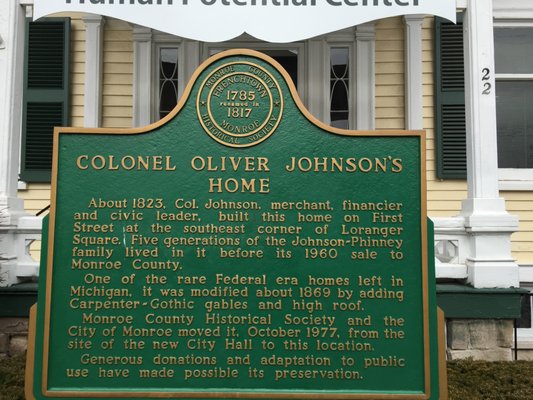 Human Potential Center
MONROE COUNTY
FRENCHTOWN
1785
renamed in
1817
MONROE
HISTORICAL SOCIETY
22
COLONEL OLIVER JOHNSON'S
HOME
About 1823, Col. Johnson, merchant, financier
and civic leader, built this home on First
Street at the southeast corner of Loranger
Square. Five generations of the Johnson-Phinney
family lived in it before its 1960 sale to
Monroe County.
One of the rare Federal era homes left in
Michigan, it was modified about 1869 by adding
Carpenter-Gothic gables and high roof.
Monroe County Historical Society and the
City of Monroe moved it, October 1977, from the
site of the new City Hall to this location.
Generous donations and adaptation to public
use have made possible its preservation.